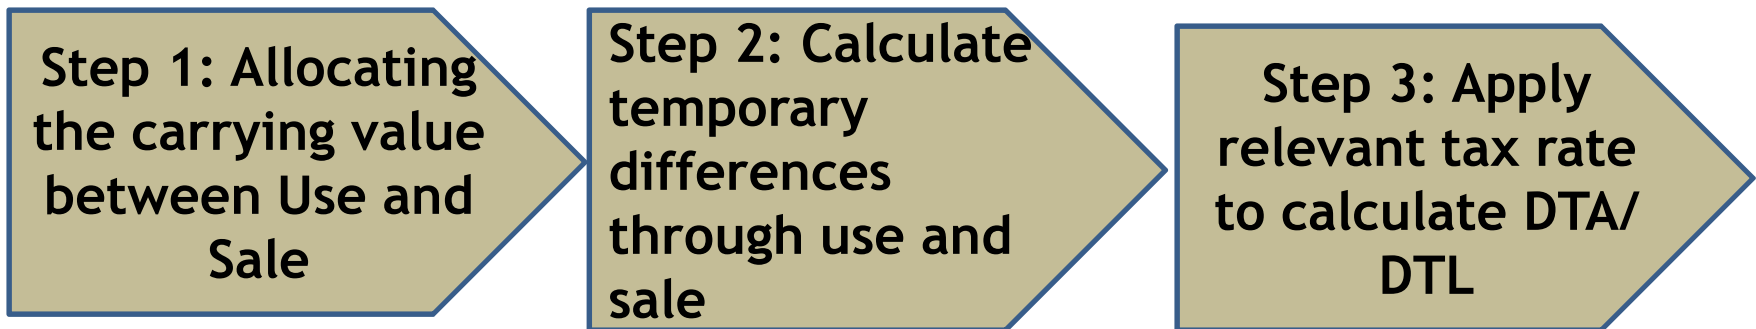 Step 1: Allocating
the carrying value
between Use and
Sale
Step 2: Calculate
temporary
differences
through use and
sale
Step 3: Apply
relevant tax rate
to calculate DTA/
DTL